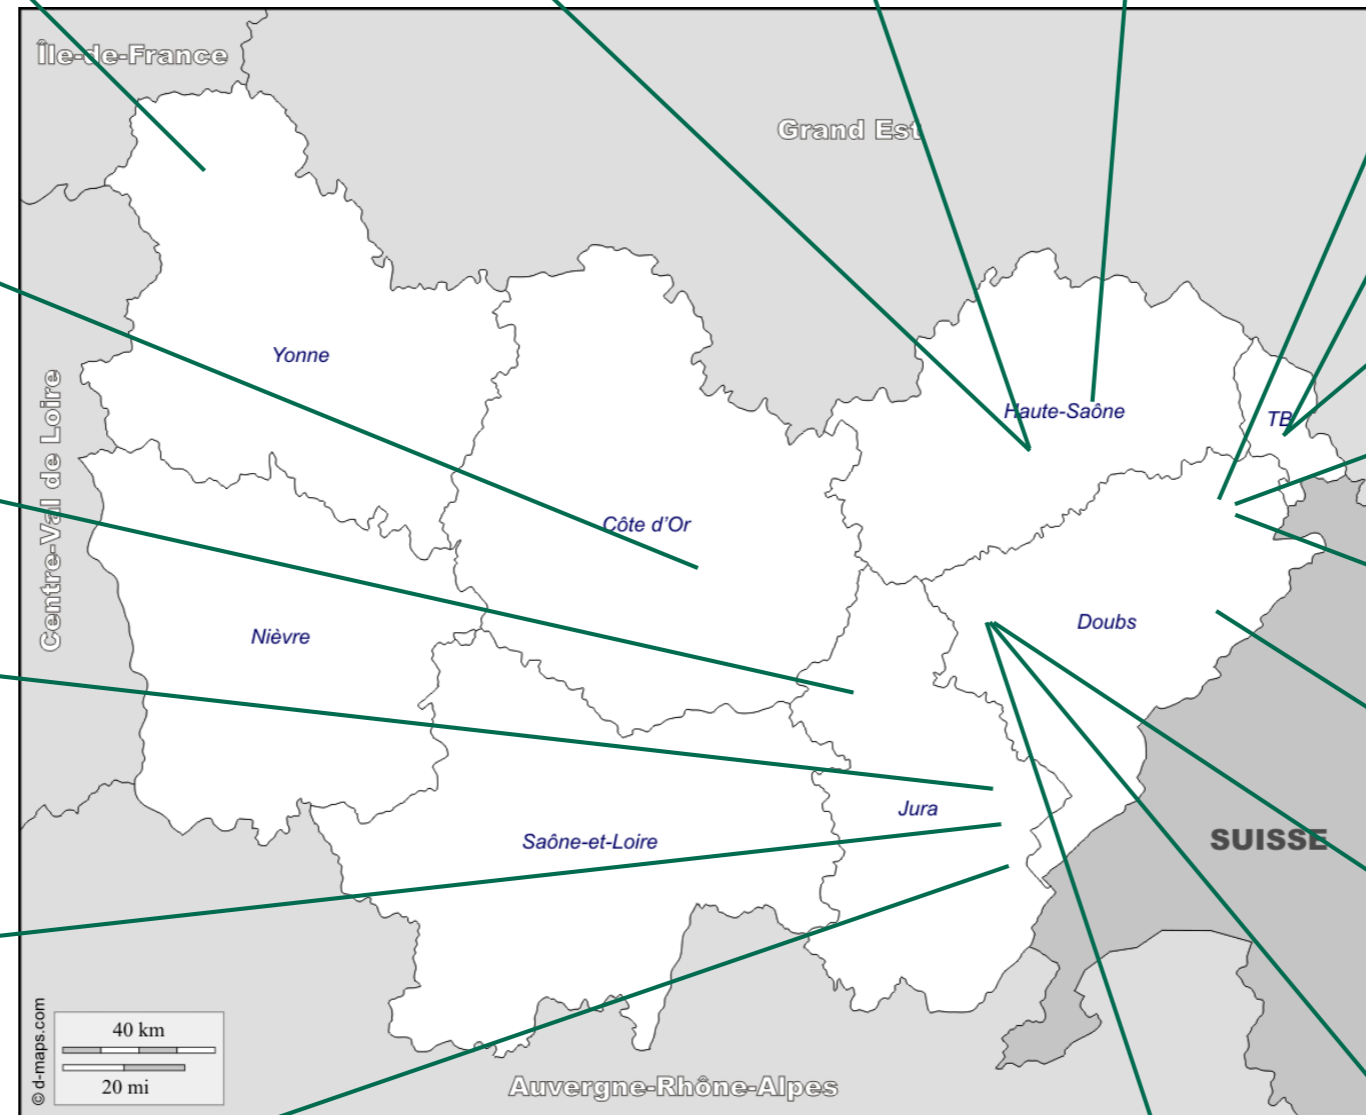 Île-de-France
Grand Est
Yonne
Haute-Saône
TB
Centre-Val de Loire
Côte d'Or
Nièvre
Doubs
Jura
Saône-et-Loire
SUISSE
© d-maps.com
40 km
20 mi
Auvergne-Rhône-Alpes